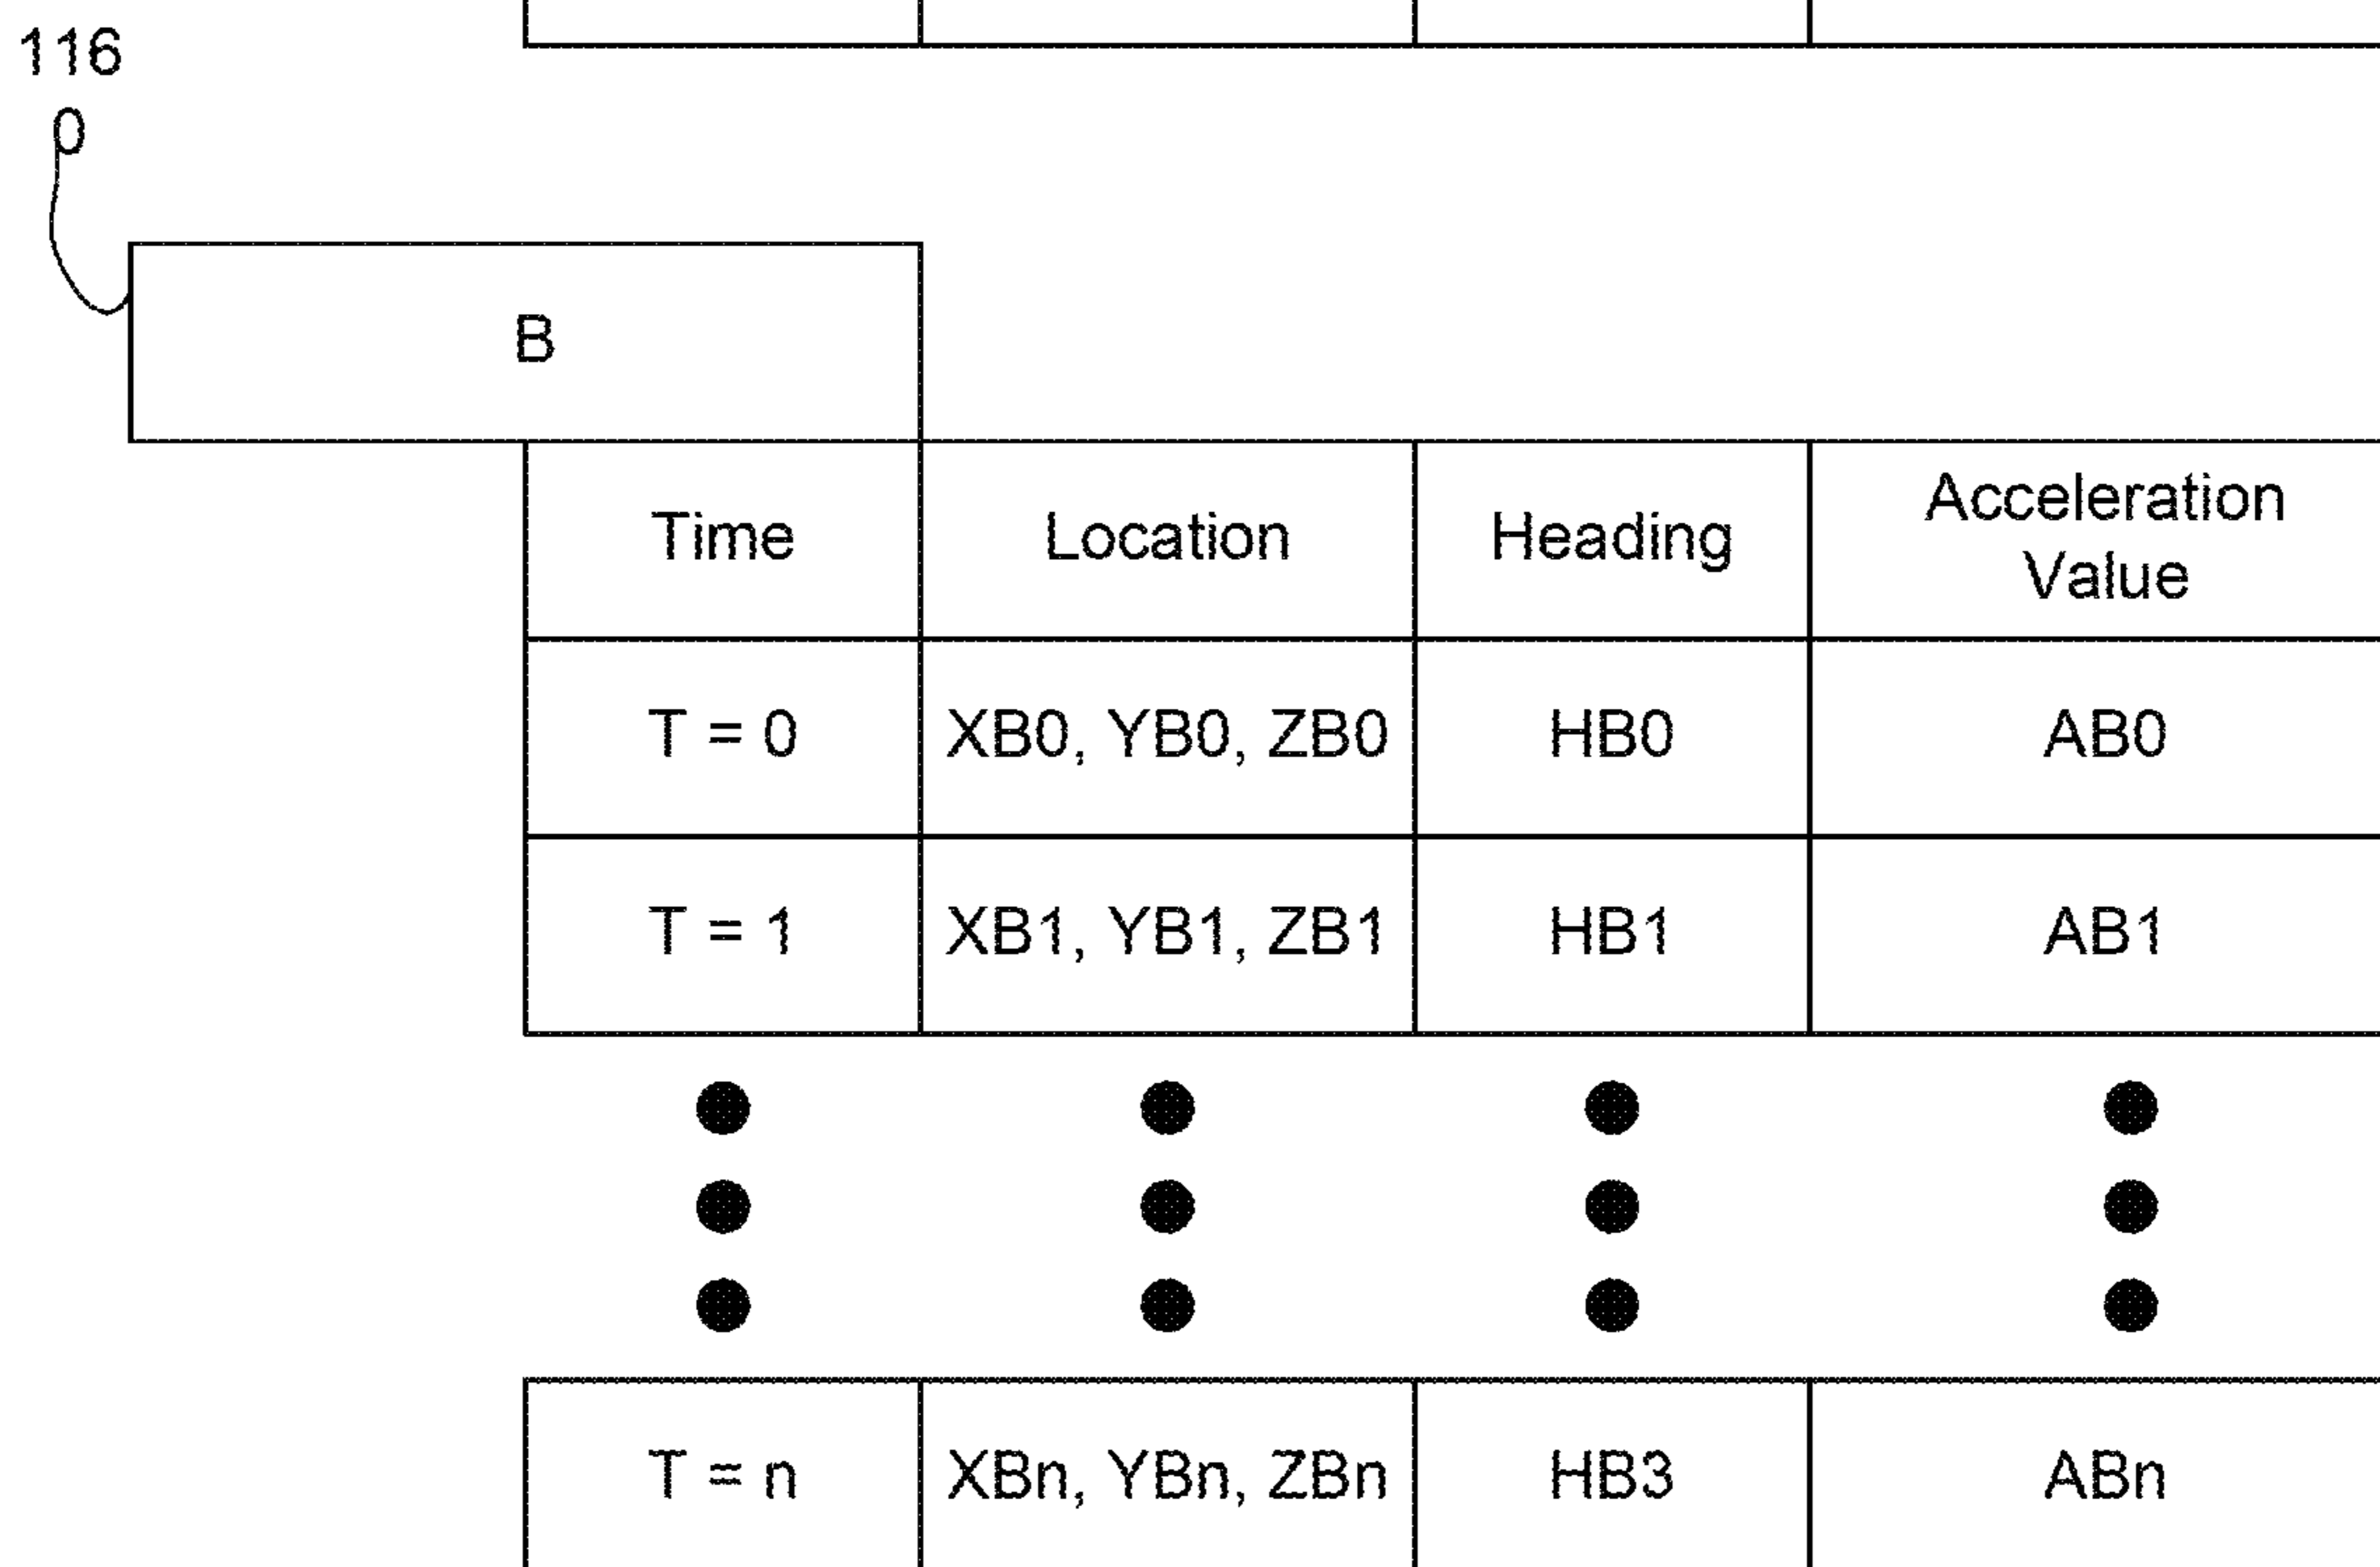 116
B
Time Location Heading Acceleration Value
T = 0 XB0, YB0, ZB0 HB0 AB0
T = 1 XB1, YB1, ZB1 HB1 AB1
T = n XBn, YBn, ZBn HB3 ABn